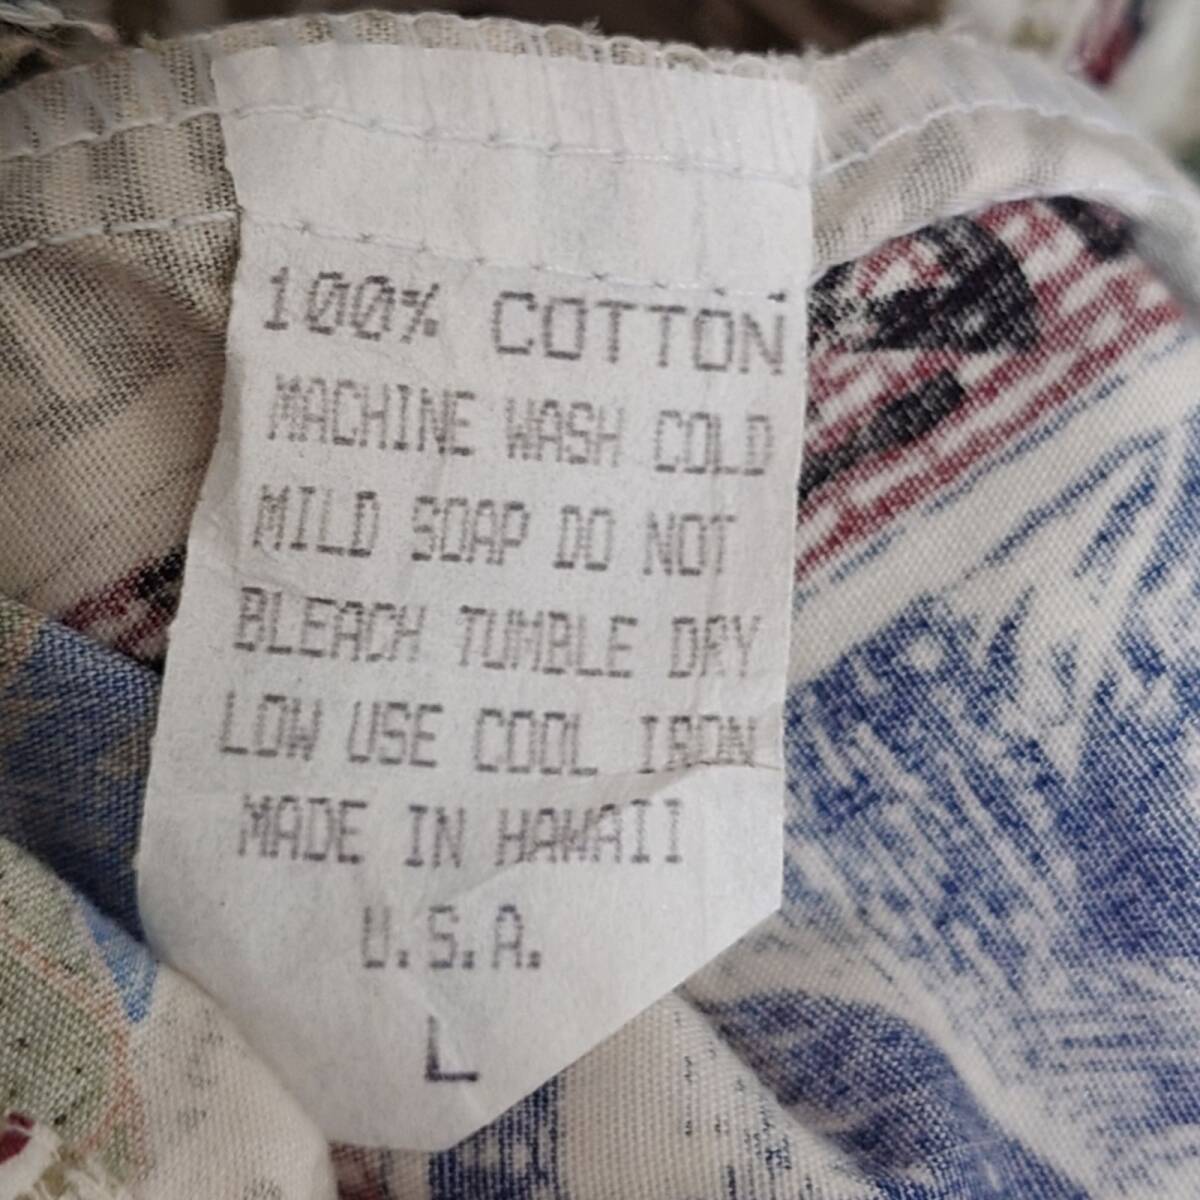 100% COTTON
MACHINE WASH COLD
MILD SOAP DO NOT
BLEACH TUMBLE DRY
LOW USE COOL IRON
MADE IN HAWAII
U.S.A.
L